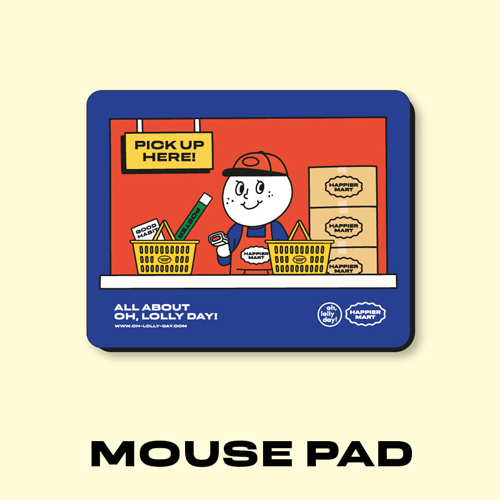 PICK UP
HERE!
GOOD
HABIT
POSTER
HAPPIER
MART
HAPPIER
MART
HAPPIER
MART
HAPPIER
MART
ALL ABOUT
OH, LOLLY DAY!
WWW.OH-LOLLY-DAY.COM
oh,
lolly
day!
HAPPIER
MART
MOUSE PAD